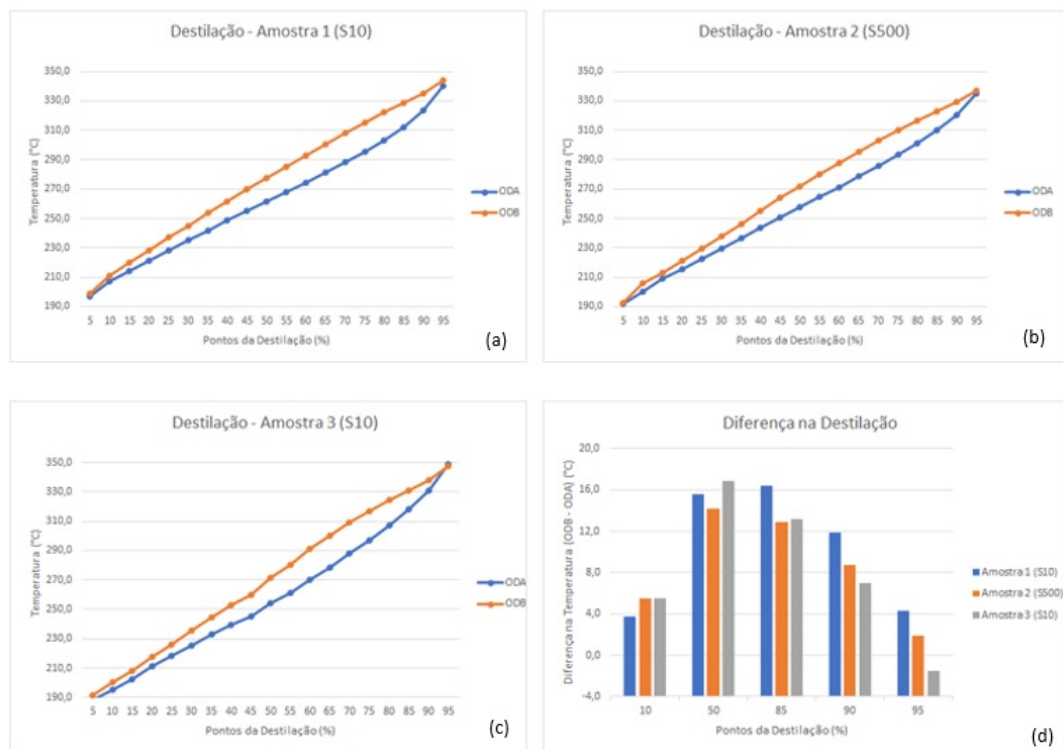 Destilação - Amostra 1 (S10)
Temperatura (°C)
350,0
330,0
310,0
290,0
270,0
250,0
230,0
210,0
190,0
5 10 15 20 25 30 35 40 45 50 55 60 65 70 75 80 85 90 95
Pontos da Destilação (%)
ODA
ODB
(a)
Destilação - Amostra 2 (S500)
Temperatura (°C)
350,0
330,0
310,0
290,0
270,0
250,0
230,0
210,0
190,0
5 10 15 20 25 30 35 40 45 50 55 60 65 70 75 80 85 90 95
Pontos da Destilação (%)
ODA
ODB
(b)
Destilação - Amostra 3 (S10)
Temperatura (°C)
350,0
330,0
310,0
290,0
270,0
250,0
230,0
210,0
190,0
5 10 15 20 25 30 35 40 45 50 55 60 65 70 75 80 85 90 95
Pontos da Destilação (%)
ODA
ODB
(c)
Diferença na Destilação
Diferença na Temperatura (ODB - ODA) (°C)
20,0
16,0
12,0
8,0
4,0
0,0
-4,0
10 50 85 90 95
Pontos da Destilação (%)
Amostra 1 (S10)
Amostra 2 (S500)
Amostra 3 (S10)
(d)